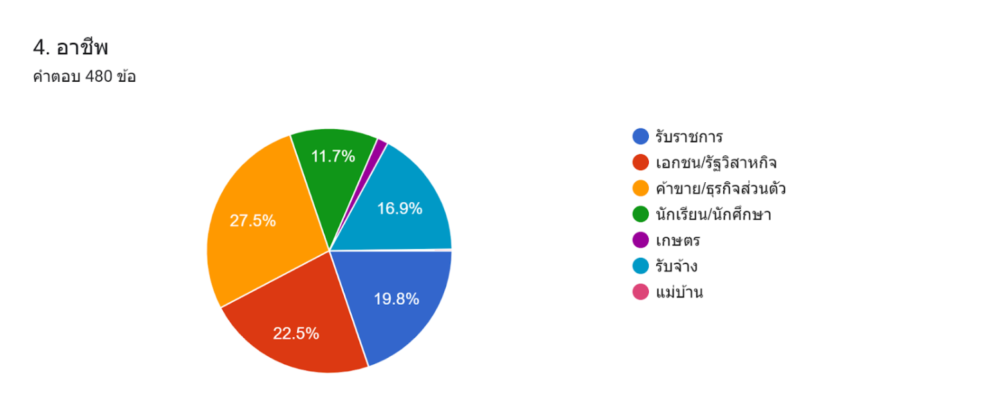 4. อาชีพ
คำตอบ 480 ข้อ
11.7%
16.9%
27.5%
19.8%
22.5%
รับราชการ
เอกชน/รัฐวิสาหกิจ
ค้าขาย/ธุรกิจส่วนตัว
นักเรียน/นักศึกษา
เกษตร
รับจ้าง
แม่บ้าน